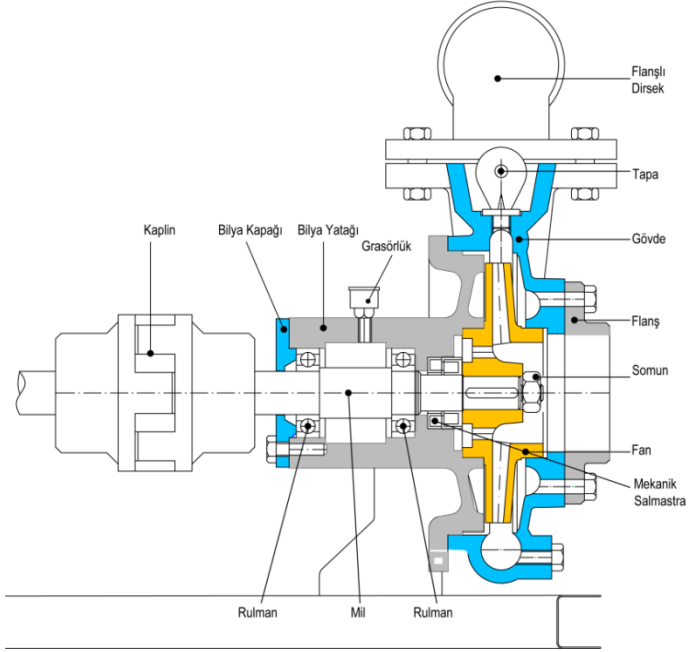 Flanşlı
Dirsek
Tapa
Kaplin
Bilya Kapağı
Bilya Yatağı
Grasörlük
Gövde
Flanş
Somun
Fan
Mekanik
Salmastra
Rulman
Mil
Rulman